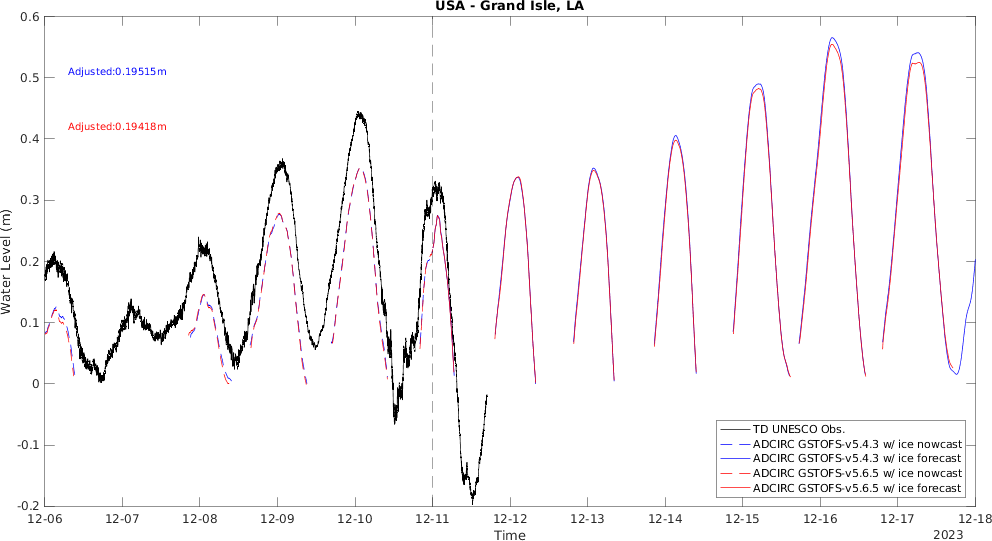 USA - Grand Isle, LA
0.6
0.5
0.4
0.3
0.2
0.1
0
-0.1
-0.2
Water Level (m)
Adjusted:0.19515m
Adjusted:0.19418m
TD UNESCO Obs.
ADCIRC GSTOFS-v5.4.3 w/ ice nowcast
ADCIRC GSTOFS-v5.4.3 w/ ice forecast
ADCIRC GSTOFS-v5.6.5 w/ ice nowcast
ADCIRC GSTOFS-v5.6.5 w/ ice forecast
12-06 12-07 12-08 12-09 12-10 12-11 12-12 12-13 12-14 12-15 12-16 12-17 12-18
Time
2023